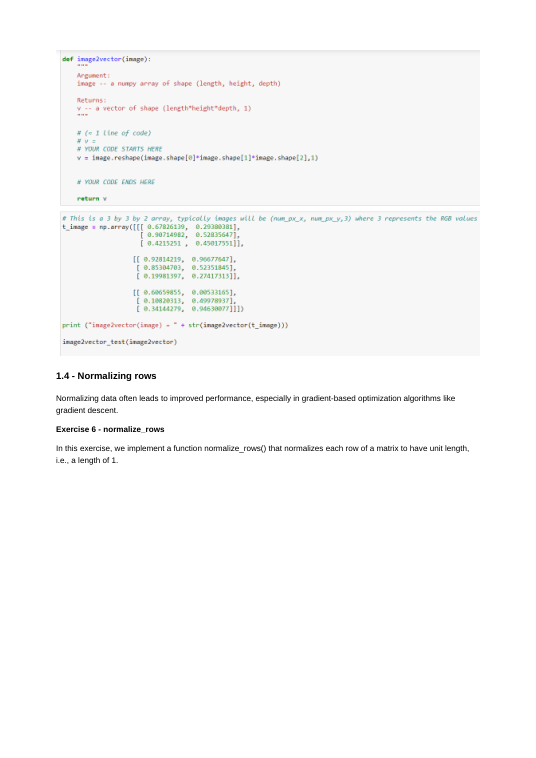 def image2vector(image):
"""
Argument:
image -- a numpy array of shape (length, height, depth)
Returns:
v -- a vector of shape (length*height*depth, 1)
"""
# (≈ 1 line of code)
# v =
# YOUR CODE STARTS HERE
v = image.reshape(image.shape[0]*image.shape[1]*image.shape[2],1)
# YOUR CODE ENDS HERE
return v
# This is a 3 by 3 by 2 array, typically images will be (num_px_x, num_px_y,3) where 3 represents the RGB values
t_image = np.array([[[ 0.67826139, 0.29380381],
[ 0.90714982, 0.52835647],
[ 0.4215251 , 0.45017551]],
[[ 0.92814219, 0.96677647],
[ 0.85304703, 0.52351845],
[ 0.19981397, 0.27417313]],
[[ 0.60659855, 0.00533165],
[ 0.10820313, 0.49978937],
[ 0.34144279, 0.94630077]]])
print ("image2vector(image) = " + str(image2vector(t_image)))
image2vector_test(image2vector)
1.4 - Normalizing rows
Normalizing data often leads to improved performance, especially in gradient-based optimization algorithms like
gradient descent.
Exercise 6 - normalize_rows
In this exercise, we implement a function normalize_rows() that normalizes each row of a matrix to have unit length,
i.e., a length of 1.